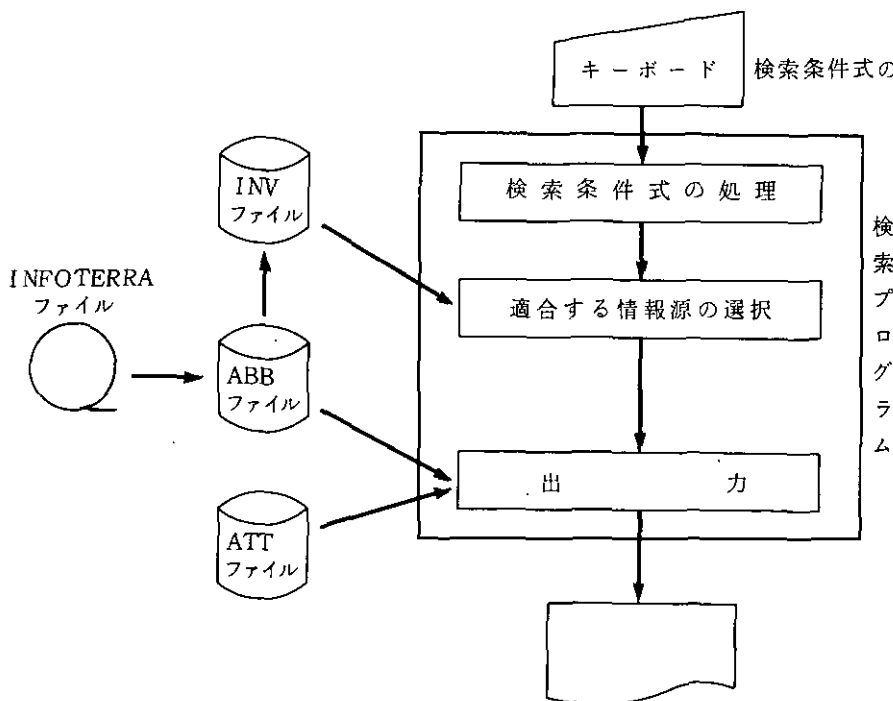 キーボード
検索条件式の
INV
ファイル
検索条件式の処理
検索プログラム
INFOTERRA
ファイル
適合する情報源の選択
ABB
ファイル
出力
ATT
ファイル